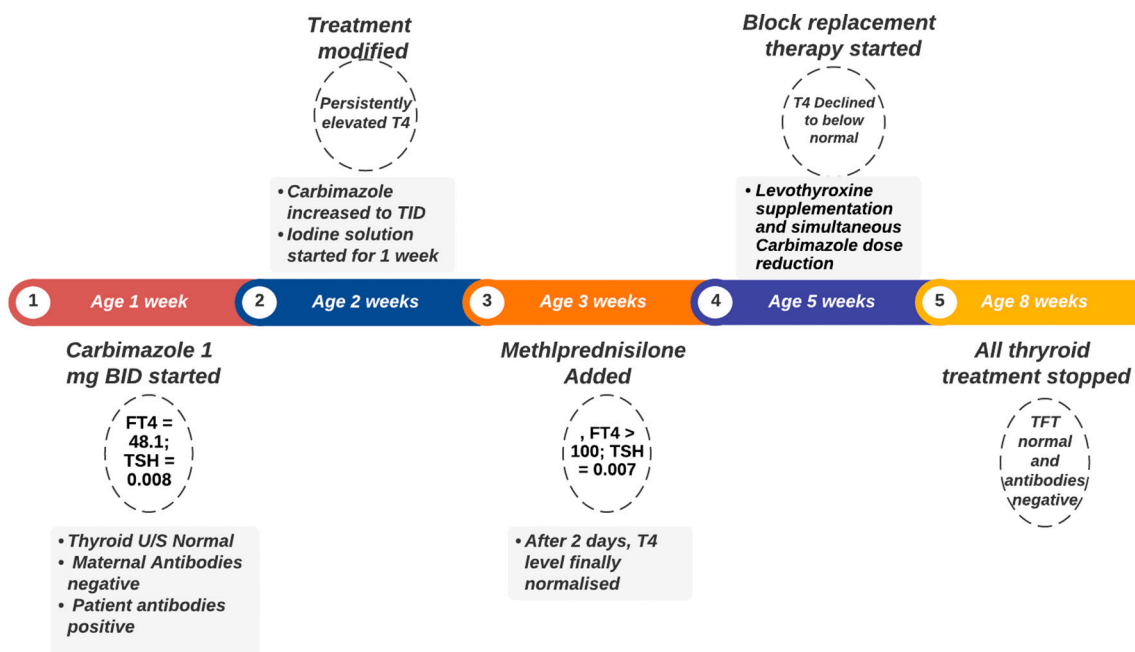 Treatment
modified
Persistently
elevated T4
• Carbimazole
increased to TID
• Iodine solution
started for 1 week
Block replacement
therapy started
T4 Declined
to below
normal
• Levothyroxine
supplementation
and simultaneous
Carbimazole dose
reduction
1 Age 1 week
2 Age 2 weeks
3 Age 3 weeks
4 Age 5 weeks
5 Age 8 weeks
Carbimazole 1
mg BID started
FT4 =
48.1;
TSH =
0.008
• Thyroid U/S Normal
• Maternal Antibodies
negative
• Patient antibodies
positive
Methlprednisilone
Added
, FT4 >
100; TSH
= 0.007
• After 2 days, T4
level finally
normalised
All thryroid
treatment stopped
TFT
normal
and
antibodies
negative